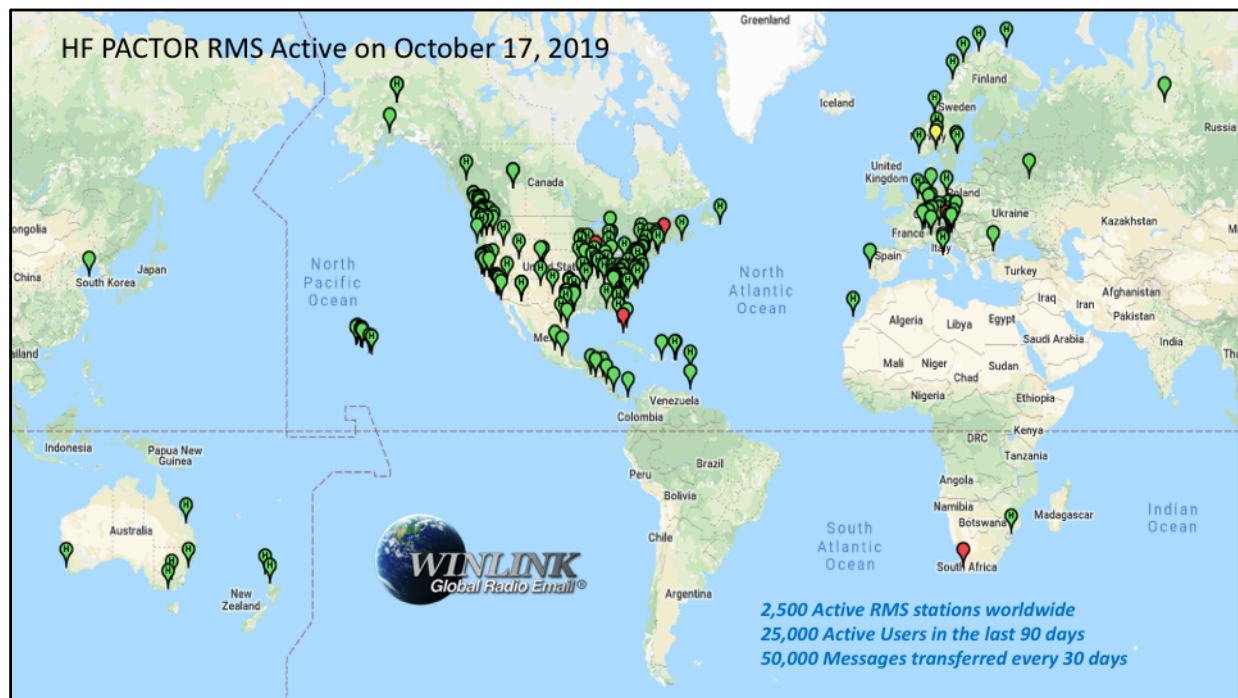 HF PACTOR RMS Active on October 17, 2019
Greenland
Iceland
Finland
Sweden
Russia
Canada
United
Kingdom
Poland
Ukraine
Kazakhstan
France
Italy
Spain
Turkey
ongolia
China
South Korea
Japan
North
Pacific
Ocean
United Stat
North
Atlantic
Ocean
Me
Algeria
Libya
Egypt
Iraq
Iran
Afghanistan
Pakistan
Saudi Arabia
India
ailand
Tha
Mali
Niger
Chad
Sudan
Nigeria
Ethiopia
Venezuela
Colombia
Indonesia
Papua New
Guinea
DRC
Kenya
Tanzania
Peru
Brazil
Bolivia
Angola
Namibia
Botswana
Madagascar
Indian
Ocean
Australia
Chile
South
Atlantic
Ocean
South Africa
New
Zealand
Argentina
WINLINK
Global Radio Email®
2,500 Active RMS stations worldwide
25,000 Active Users in the last 90 days
50,000 Messages transferred every 30 days